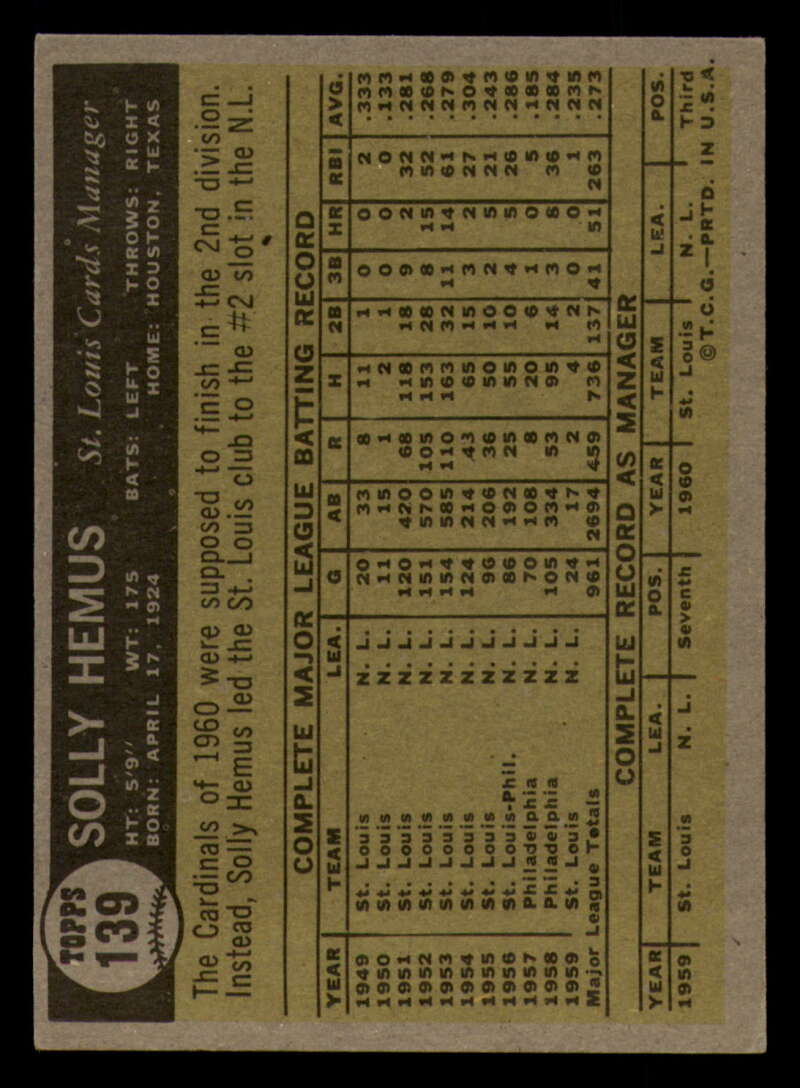 TOPPS
139
SOLLY HEMUS St. Louis Cards Manager
HT: 5'9" WT: 175 BATS: LEFT THROWS: RIGHT
BORN: APRIL 17, 1924 HOME: HOUSTON, TEXAS
The Cardinals of 1960 were supposed to finish in the 2nd division.
Instead, Solly Hemus led the St. Louis club to the #2 slot in the N.L.
COMPLETE MAJOR LEAGUE BATTING RECORD
YEAR TEAM LEA. G AB R H 2B 3B HR RBI AVG.
1949 St. Louis N. L. 20 33 8 11 1 0 0 2 .333
1950 St. Louis N. L. 11 15 1 2 1 0 0 0 .133
1951 St. Louis N. L. 120 420 68 118 18 9 2 32 .281
1952 St. Louis N. L. 151 570 105 153 28 8 15 52 .268
1953 St. Louis N. L. 154 585 110 163 32 11 14 61 .279
1954 St. Louis N. L. 124 214 43 65 15 3 2 27 .304
1955 St. Louis N. L. 96 206 36 50 10 2 5 21 .243
1956 St. Louis-Phil. N. L. 86 192 25 55 10 4 5 26 .286
1957 Philadelphia N. L. 70 108 8 20 6 1 0 5 .185
1958 Philadelphia N. L. 105 334 53 95 14 3 8 36 .284
1959 St. Louis N. L. 24 17 2 4 2 0 0 1 .235
Major League Totals 961 2694 459 736 137 41 51 263 .273
COMPLETE RECORD AS MANAGER
YEAR TEAM LEA. POS. YEAR TEAM LEA. POS.
1959 St. Louis N. L. Seventh 1960 St. Louis N. L. Third
©T.C.G.—PRTD. IN U.S.A.